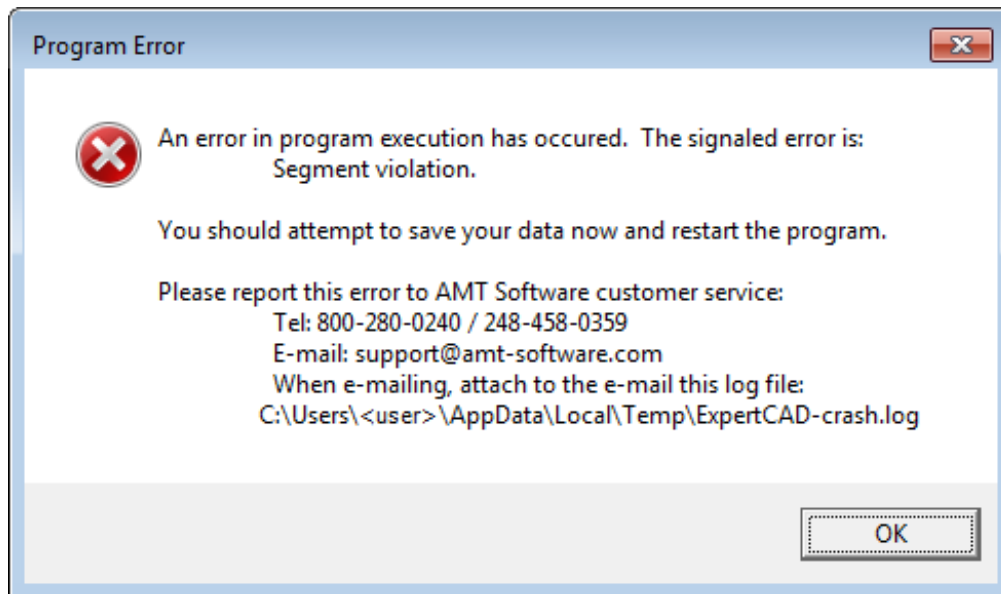 Program Error
An error in program execution has occured. The signaled error is:
Segment violation.
You should attempt to save your data now and restart the program.
Please report this error to AMT Software customer service:
Tel: 800-280-0240 / 248-458-0359
E-mail: support@amt-software.com
When e-mailing, attach to the e-mail this log file:
C:\Users\<user>\AppData\Local\Temp\ExpertCAD-crash.log
OK